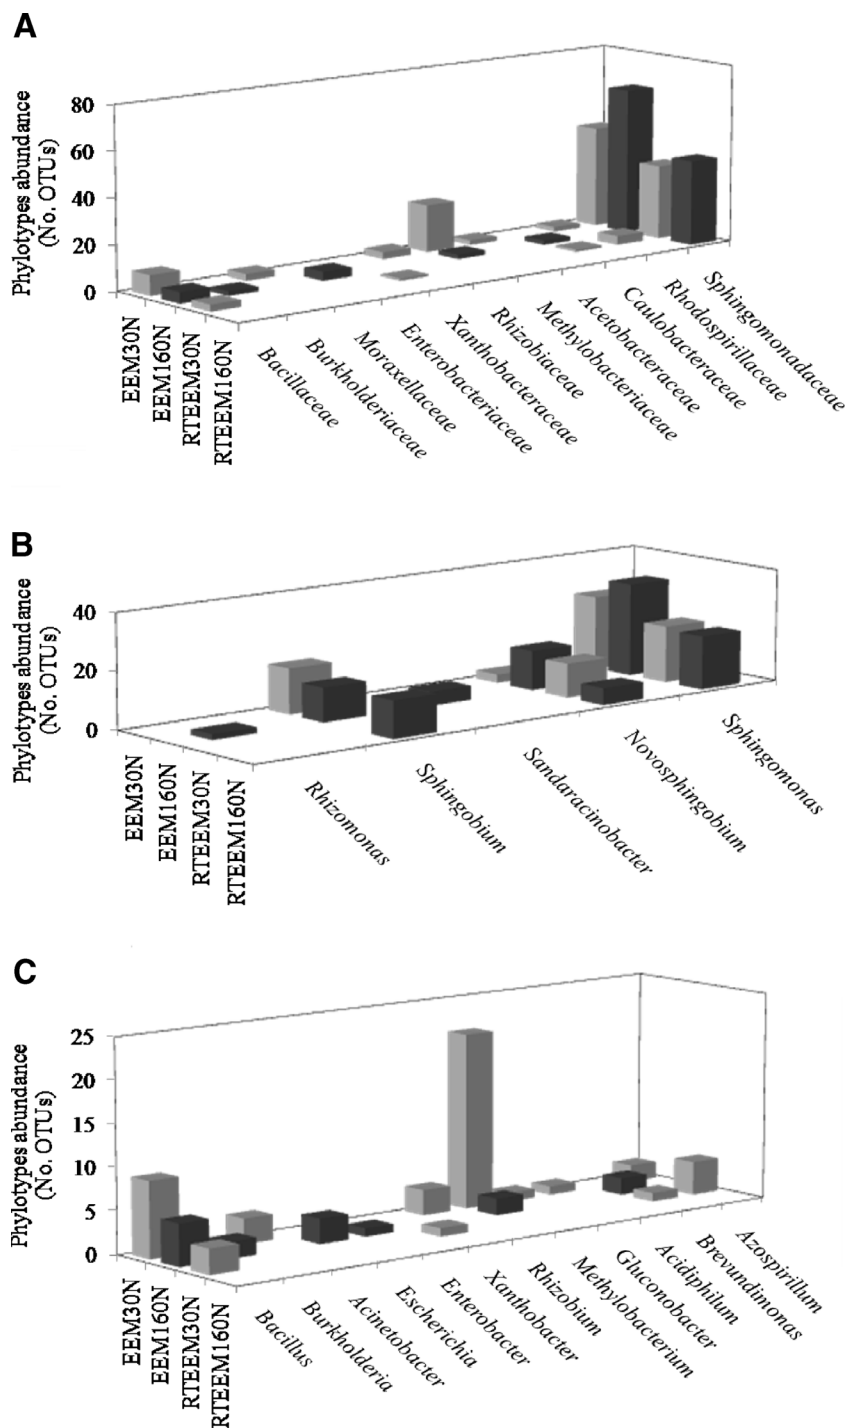 A
Phylotypes abundance
(No. OTUs)
80
60
40
20
0
EEM30N
EEM160N
RTEEM30N
RTEEM160N
Bacillaceae
Burkholderiaceae
Moraxellaceae
Enterobacteriaceae
Xanthobacteraceae
Rhizobiaceae
Methylobacteriaceae
Acetobacteraceae
Caulobacteraceae
Rhodospirillaceae
Sphingomonadaceae
B
Phylotypes abundance
(No. OTUs)
40
20
0
EEM30N
EEM160N
RTEEM30N
RTEEM160N
Rhizomonas
Sphingobium
Sandaracinobacter
Novosphingobium
Sphingomonas
C
Phylotypes abundance
(No. OTUs)
25
20
15
10
5
0
EEM30N
EEM160N
RTEEM30N
RTEEM160N
Bacillus
Burkholderia
Acinetobacter
Escherichia
Enterobacter
Xanthobacter
Rhizobium
Methylobacterium
Gluconobacter
Acidiphilum
Brevundimonas
Azospirillum